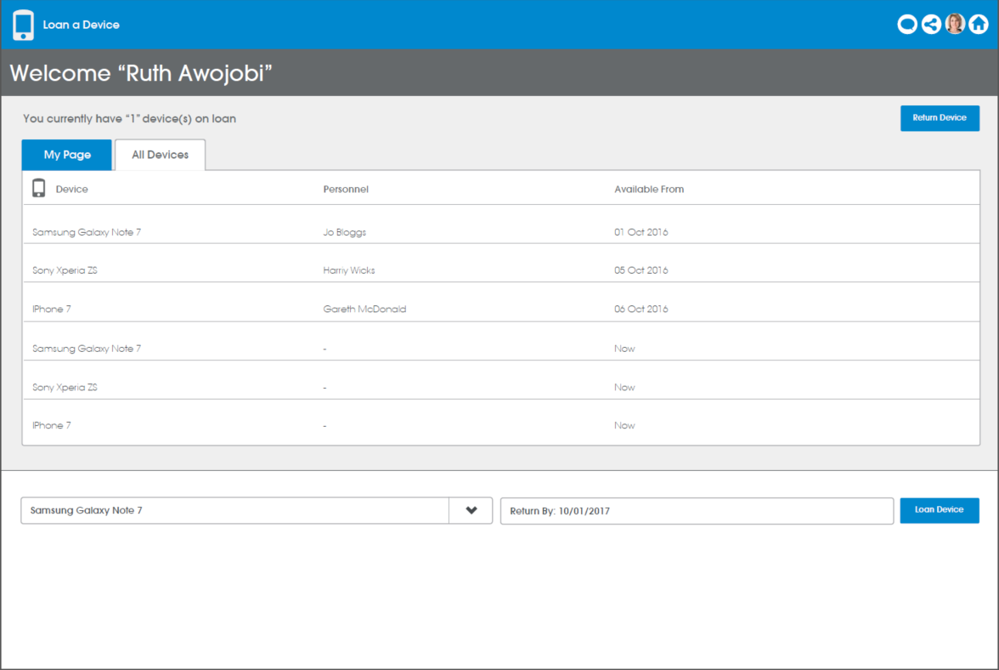 Loan a Device
Welcome “Ruth Awojobi”
You currently have “1” device(s) on loan
Return Device
My Page All Devices
Device Personnel Available From
Samsung Galaxy Note 7 Jo Bloggs 01 Oct 2016
Sony Xperia ZS Harriy Wicks 05 Oct 2016
IPhone 7 Gareth McDonald 06 Oct 2016
Samsung Galaxy Note 7 - Now
Sony Xperia ZS - Now
IPhone 7 - Now
Samsung Galaxy Note 7 Return By: 10/01/2017 Loan Device